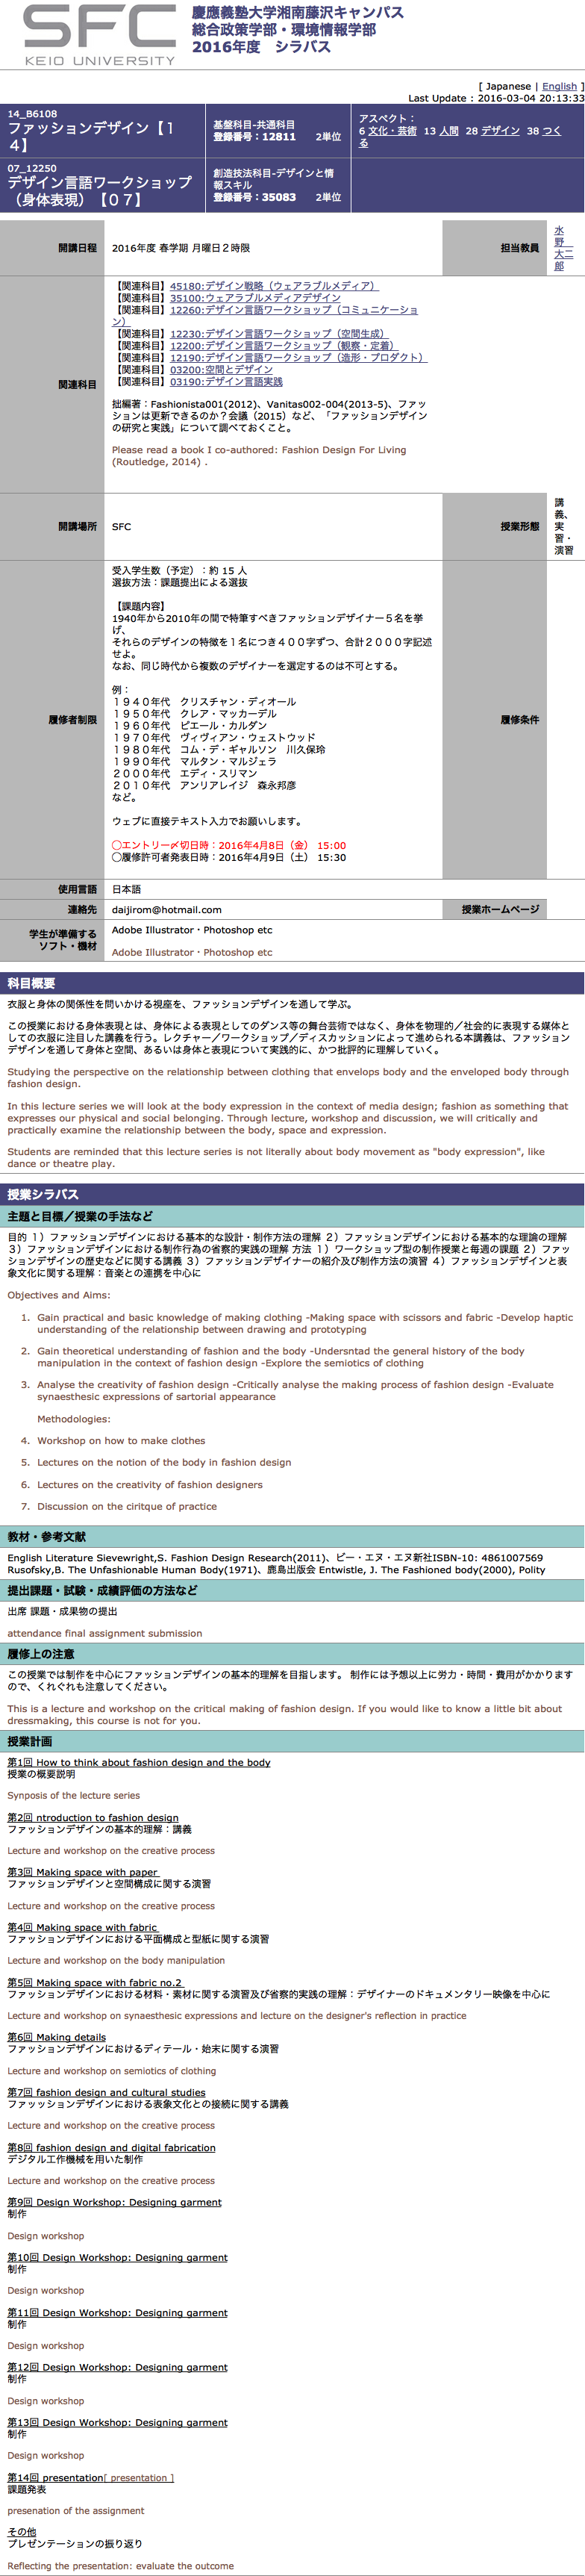 SFC
KEIO UNIVERSITY
慶應義塾大学湘南藤沢キャンパス
総合政策学部・環境情報学部
2016年度　シラバス
[ Japanese | English ]
Last Update : 2016-03-04 20:13:33
14_B6108
ファッションデザイン【１
４】
基盤科目-共通科目
登録番号：12811　　2単位
アスペクト：
6 文化・芸術 13 人間 28 デザイン 38 つく
る
07_12250
デザイン言語ワークショップ
（身体表現）【０７】
創造技法科目-デザインと情
報スキル
登録番号：35083　　2単位
開講日程
2016年度 春学期 月曜日２時限
担当教員
水
野
大二
郎
関連科目
【関連科目】45180:デザイン戦略（ウェアラブルメディア）
【関連科目】35100:ウェアラブルメディアデザイン
【関連科目】12260:デザイン言語ワークショップ（コミュニケーショ
ン）
【関連科目】12230:デザイン言語ワークショップ（空間生成）
【関連科目】12200:デザイン言語ワークショップ（観察・定着）
【関連科目】12190:デザイン言語ワークショップ（造形・プロダクト）
【関連科目】03200:空間とデザイン
【関連科目】03190:デザイン言語実践
拙編著：Fashionista001(2012)、Vanitas002-004(2013-5)、ファッ
ションは更新できるのか？会議（2015）など、「ファッションデザイン
の研究と実践」について調べておくこと。
Please read a book I co-authored: Fashion Design For Living
(Routledge, 2014) .
開講場所
SFC
授業形態
講
義、
実
習・
演習
履修者制限
受入学生数（予定）：約 15 人
選抜方法：課題提出による選抜
【課題内容】
1940年から2010年の間で特筆すべきファッションデザイナー５名を挙
げ、
それらのデザインの特徴を１名につき４００字ずつ、合計２０００字記述
せよ。
なお、同じ時代から複数のデザイナーを選定するのは不可とする。
例：
１９４０年代　クリスチャン・ディオール
１９５０年代　クレア・マッカーデル
１９６０年代　ピエール・カルダン
１９７０年代　ヴィヴィアン・ウェストウッド
１９８０年代　コム・デ・ギャルソン　川久保玲
１９９０年代　マルタン・マルジェラ
２０００年代　エディ・スリマン
２０１０年代　アンリアレイジ　森永邦彦
など。
ウェブに直接テキスト入力でお願いします。
◯エントリー〆切日時：2016年4月8日（金） 15:00
◯履修許可者発表日時：2016年4月9日（土） 15:30
履修条件
使用言語
日本語
連絡先
daijirom@hotmail.com
授業ホームページ
学生が準備する
ソフト・機材
Adobe Illustrator・Photoshop etc
Adobe Illustrator・Photoshop etc
科目概要
衣服と身体の関係性を問いかける視座を、ファッションデザインを通して学ぶ。
この授業における身体表現とは、身体による表現としてのダンス等の舞台芸術ではなく、身体を物理的／社会的に表現する媒体と
しての衣服に注目した講義を行う。レクチャー／ワークショップ／ディスカッションによって進められる本講義は、ファッション
デザインを通して身体と空間、あるいは身体と表現について実践的に、かつ批評的に理解していく。
Studying the perspective on the relationship between clothing that envelops body and the enveloped body through
fashion design.
In this lecture series we will look at the body expression in the context of media design; fashion as something that
expresses our physical and social belonging. Through lecture, workshop and discussion, we will critically and
practically examine the relationship between the body, space and expression.
Students are reminded that this lecture series is not literally about body movement as "body expression", like
dance or theatre play.
授業シラバス
主題と目標／授業の手法など
目的 １）ファッションデザインにおける基本的な設計・制作方法の理解 ２）ファッションデザインにおける基本的な理論の理解
３）ファッションデザインにおける制作行為の省察的実践の理解 方法 １）ワークショップ型の制作授業と毎週の課題 ２）ファッ
ションデザインの歴史などに関する講義 ３）ファッションデザイナーの紹介及び制作方法の演習 ４）ファッションデザインと表
象文化に関する理解：音楽との連携を中心に
Objectives and Aims:
1. Gain practical and basic knowledge of making clothing -Making space with scissors and fabric -Develop haptic
understanding of the relationship between drawing and prototyping
2. Gain theoretical understanding of fashion and the body -Undersntad the general history of the body
manipulation in the context of fashion design -Explore the semiotics of clothing
3. Analyse the creativity of fashion design -Critically analyse the making process of fashion design -Evaluate
synaesthesic expressions of sartorial appearance
Methodologies:
4. Workshop on how to make clothes
5. Lectures on the notion of the body in fashion design
6. Lectures on the creativity of fashion designers
7. Discussion on the ciritque of practice
教材・参考文献
English Literature Sievewright,S. Fashion Design Research(2011)、ビー・エヌ・エヌ新社ISBN-10: 4861007569
Rusofsky,B. The Unfashionable Human Body(1971)、鹿島出版会 Entwistle, J. The Fashioned body(2000), Polity
提出課題・試験・成績評価の方法など
出席 課題・成果物の提出
attendance final assignment submission
履修上の注意
この授業では制作を中心にファッションデザインの基本的理解を目指します。 制作には予想以上に労力・時間・費用がかかります
ので、くれぐれも注意してください。
This is a lecture and workshop on the critical making of fashion design. If you would like to know a little bit about
dressmaking, this course is not for you.
授業計画
第1回 How to think about fashion design and the body
授業の概要説明
Synposis of the lecture series
第2回 ntroduction to fashion design
ファッションデザインの基本的理解：講義
Lecture and workshop on the creative process
第3回 Making space with paper
ファッションデザインと空間構成に関する演習
Lecture and workshop on the creative process
第4回 Making space with fabric
ファッションデザインにおける平面構成と型紙に関する演習
Lecture and workshop on the body manipulation
第5回 Making space with fabric no.2
ファッションデザインにおける材料・素材に関する演習及び省察的実践の理解：デザイナーのドキュメンタリー映像を中心に
Lecture and workshop on synaesthesic expressions and lecture on the designer's reflection in practice
第6回 Making details
ファッションデザインにおけるディテール・始末に関する演習
Lecture and workshop on semiotics of clothing
第7回 fashion design and cultural studies
ファッッションデザインにおける表象文化との接続に関する講義
Lecture and workshop on the creative process
第8回 fashion design and digital fabrication
デジタル工作機械を用いた制作
Lecture and workshop on the creative process
第9回 Design Workshop: Designing garment
制作
Design workshop
第10回 Design Workshop: Designing garment
制作
Design workshop
第11回 Design Workshop: Designing garment
制作
Design workshop
第12回 Design Workshop: Designing garment
制作
Design workshop
第13回 Design Workshop: Designing garment
制作
Design workshop
第14回 presentation[ presentation ]
課題発表
presenation of the assignment
その他
プレゼンテーションの振り返り
Reflecting the presentation: evaluate the outcome